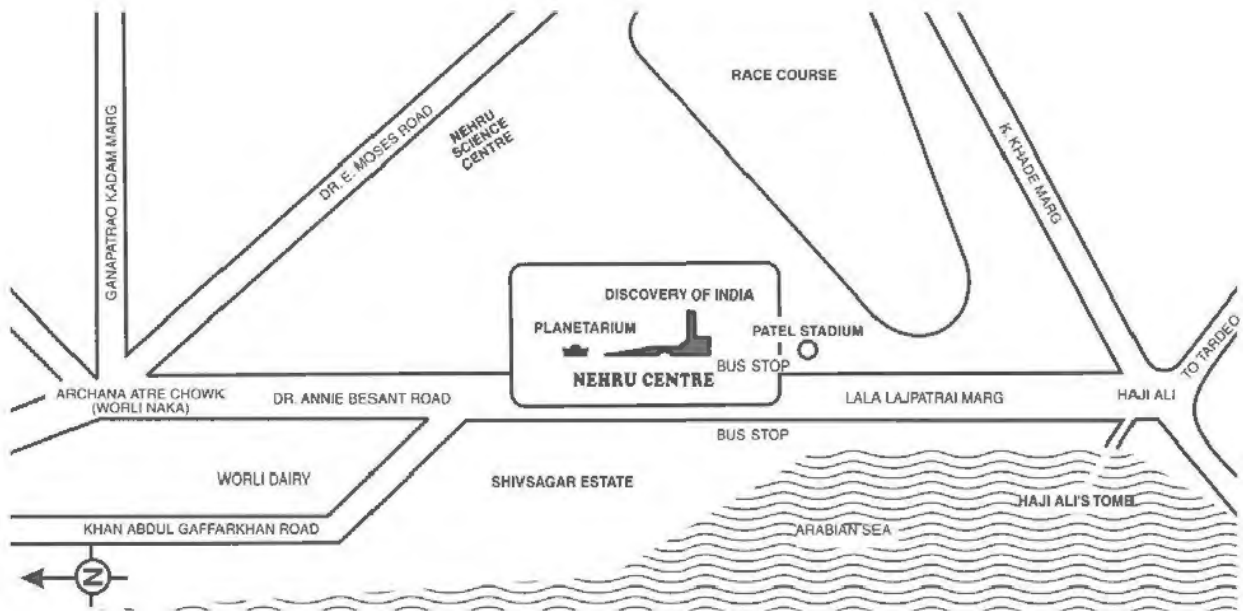 RACE COURSE
GANAPATRAO KADAM MARG
DR. E. MOSES ROAD
NEHRU
SCIENCE
CENTRE
K. KHADE MARG
DISCOVERY OF INDIA
PLANETARIUM
PATEL STADIUM
TO TARDEO
BUS STOP
NEHRU CENTRE
ARCHANA ATRE CHOWK
(WORLI NAKA)
DR. ANNIE BESANT ROAD
LALA LAJPATRAI MARG
HAJI ALI
BUS STOP
WORLI DAIRY
SHIVSAGAR ESTATE
HAJI ALI'S TOMB
KHAN ABDUL GAFFARKHAN ROAD
ARABIAN SEA
N